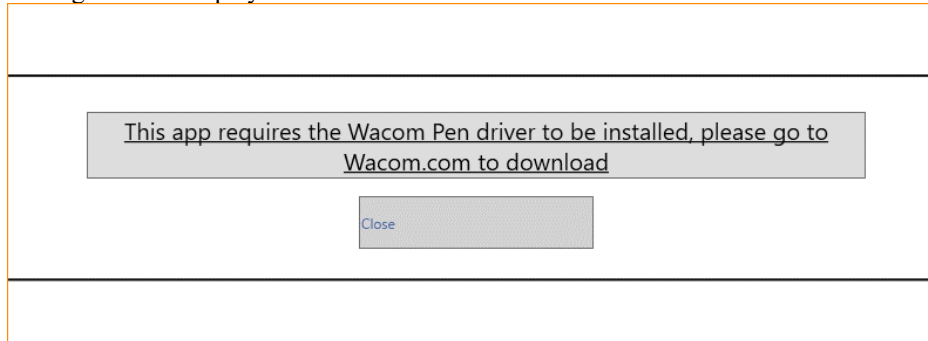 This app requires the Wacom Pen driver to be installed, please go to
Wacom.com to download
Close